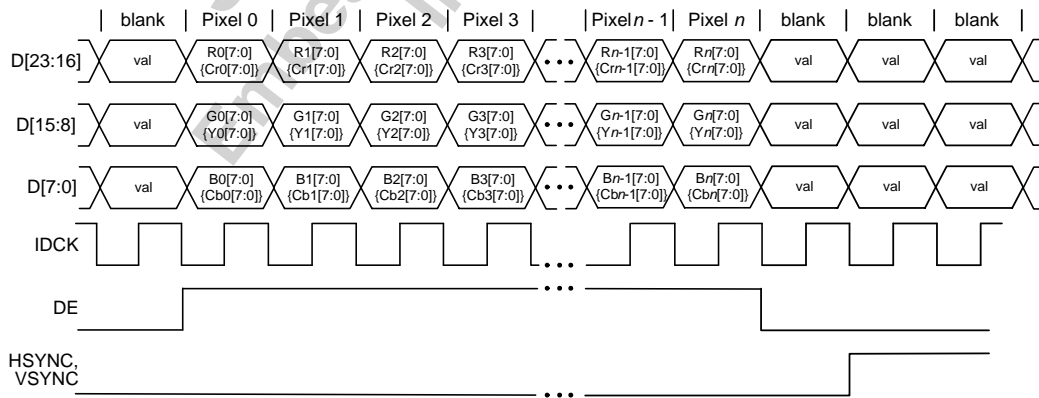 blank Pixel 0 Pixel 1 Pixel 2 Pixel 3 Pixel n - 1 Pixel n blank blank blank
D[23:16] val R0[7:0] R1[7:0] R2[7:0] R3[7:0] ••• Rn-1[7:0] Rn[7:0] val val val
{Cr0[7:0]} {Cr1[7:0]} {Cr2[7:0]} {Cr3[7:0]} {Crn-1[7:0]} {Crn[7:0]}
D[15:8] val G0[7:0] G1[7:0] G2[7:0] G3[7:0] ••• Gn-1[7:0] Gn[7:0] val val val
{Y0[7:0]} {Y1[7:0]} {Y2[7:0]} {Y3[7:0]} {Yn-1[7:0]} {Yn[7:0]}
D[7:0] val B0[7:0] B1[7:0] B2[7:0] B3[7:0] ••• Bn-1[7:0] Bn[7:0] val val val
{Cb0[7:0]} {Cb1[7:0]} {Cb2[7:0]} {Cb3[7:0]} {Cbn-1[7:0]} {Cbn[7:0]}
IDCK
DE
HSYNC,
VSYNC